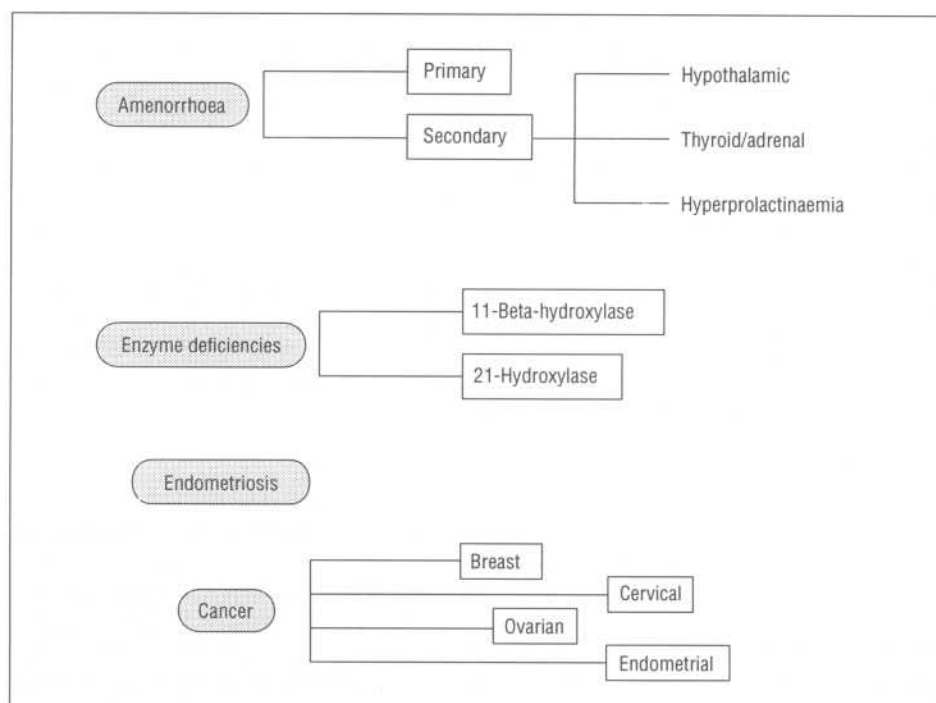 Amenorrhoea
Primary
Secondary
Hypothalamic
Thyroid/adrenal
Hyperprolactinaemia
Enzyme deficiencies
11-Beta-hydroxylase
21-Hydroxylase
Endometriosis
Cancer
Breast
Cervical
Ovarian
Endometrial